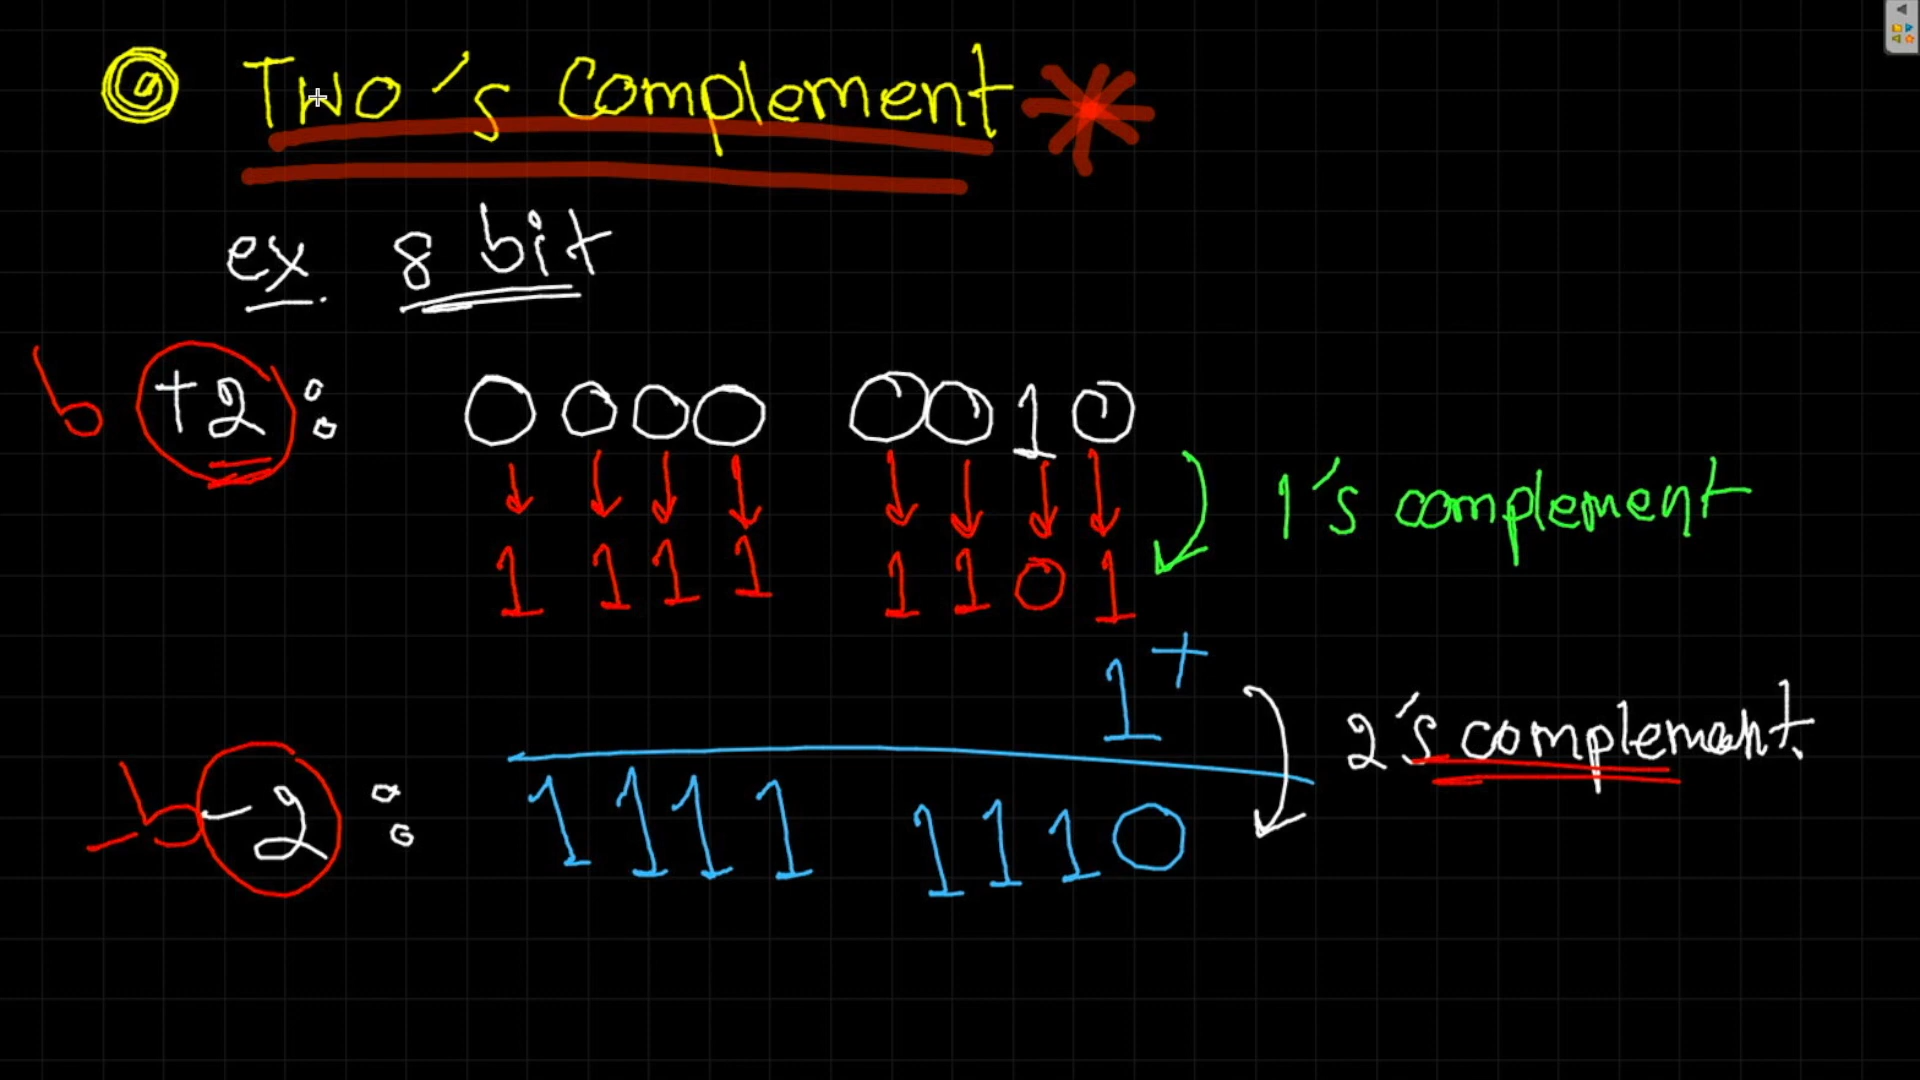 Two's Complement *
ex. 8 bit
b +2 : 0000 0010
1's complement
1111 1101
1 +
2's complement
-b -2 : 1111 1110